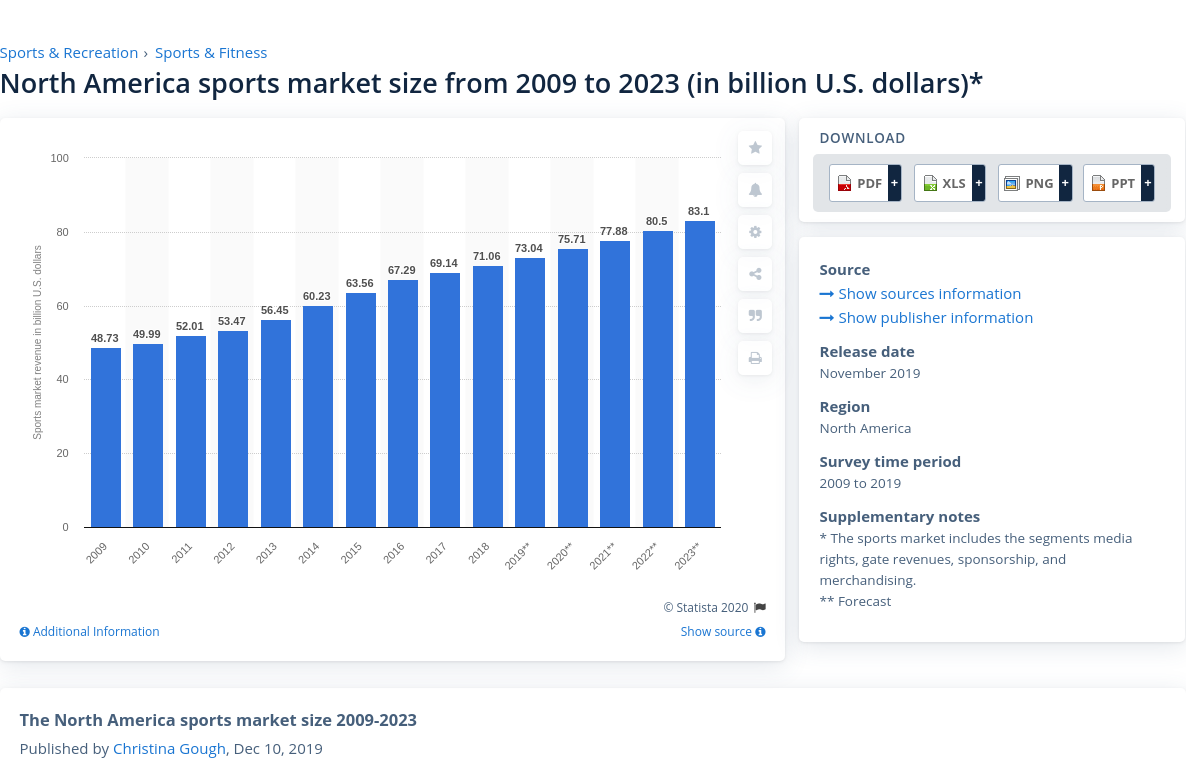 Sports & Recreation › Sports & Fitness
North America sports market size from 2009 to 2023 (in billion U.S. dollars)*
Sports market revenue in billion U.S. dollars
100
80
60
40
20
0
48.73
49.99
52.01
53.47
56.45
60.23
63.56
67.29
69.14
71.06
73.04
75.71
77.88
80.5
83.1
2009
2010
2011
2012
2013
2014
2015
2016
2017
2018
2019**
2020**
2021**
2022**
2023**
© Statista 2020
Additional Information
Show source
DOWNLOAD
PDF +
XLS +
PNG +
PPT +
Source
Show sources information
Show publisher information
Release date
November 2019
Region
North America
Survey time period
2009 to 2019
Supplementary notes
* The sports market includes the segments media
rights, gate revenues, sponsorship, and
merchandising.
** Forecast
The North America sports market size 2009-2023
Published by Christina Gough, Dec 10, 2019